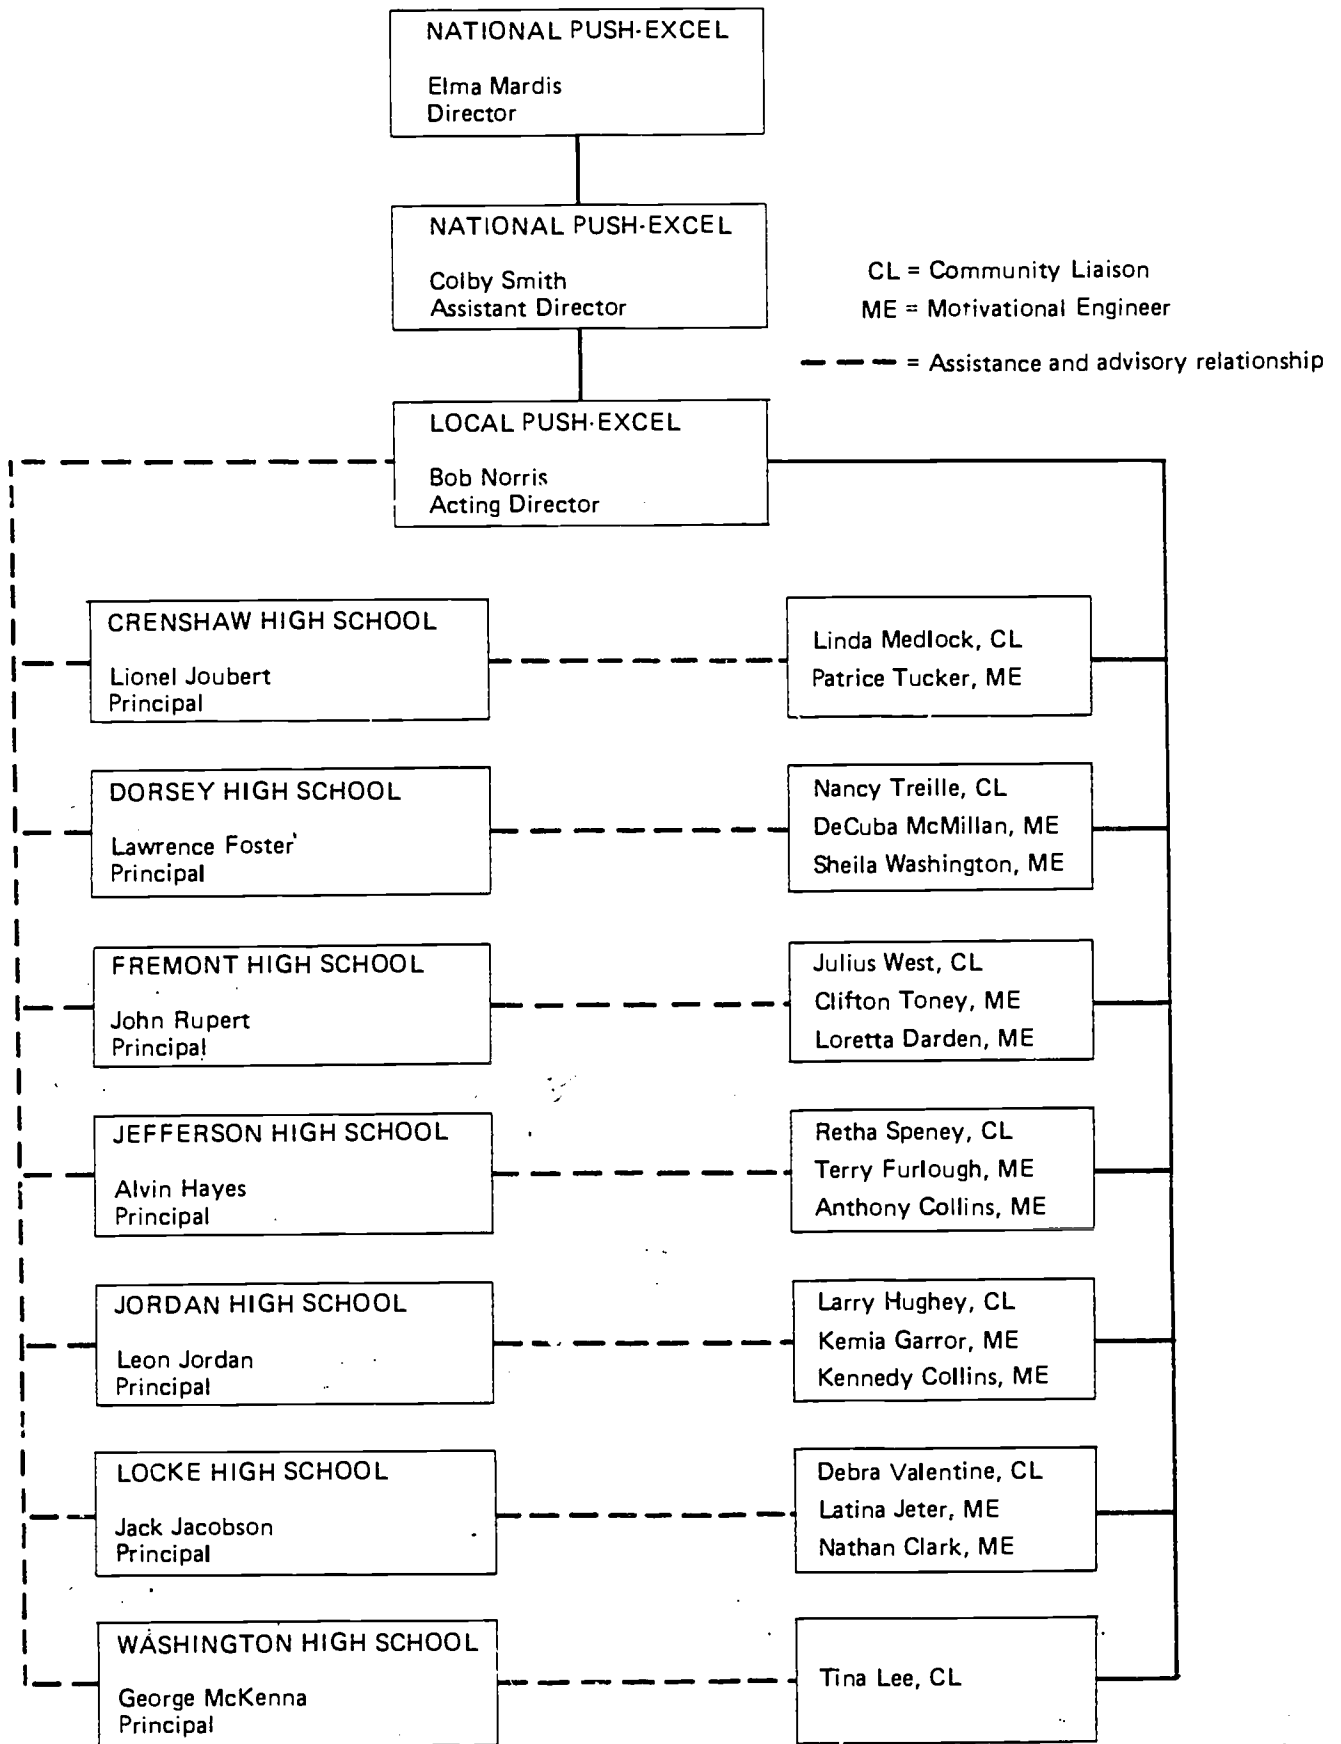 NATIONAL PUSH-EXCEL
Elma Mardis
Director
NATIONAL PUSH-EXCEL
Colby Smith
Assistant Director
CL = Community Liaison
ME = Motivational Engineer
= Assistance and advisory relationship
LOCAL PUSH-EXCEL
Bob Norris
Acting Director
CRENSHAW HIGH SCHOOL
Lionel Joubert
Principal
Linda Medlock, CL
Patrice Tucker, ME
DORSEY HIGH SCHOOL
Lawrence Foster
Principal
Nancy Treille, CL
DeCuba McMillan, ME
Sheila Washington, ME
FREMONT HIGH SCHOOL
John Rupert
Principal
Julius West, CL
Clifton Toney, ME
Loretta Darden, ME
JEFFERSON HIGH SCHOOL
Alvin Hayes
Principal
Retha Speney, CL
Terry Furlough, ME
Anthony Collins, ME
JORDAN HIGH SCHOOL
Leon Jordan
Principal
Larry Hughey, CL
Kemia Garror, ME
Kennedy Collins, ME
LOCKE HIGH SCHOOL
Jack Jacobson
Principal
Debra Valentine, CL
Latina Jeter, ME
Nathan Clark, ME
WASHINGTON HIGH SCHOOL
George McKenna
Principal
Tina Lee, CL